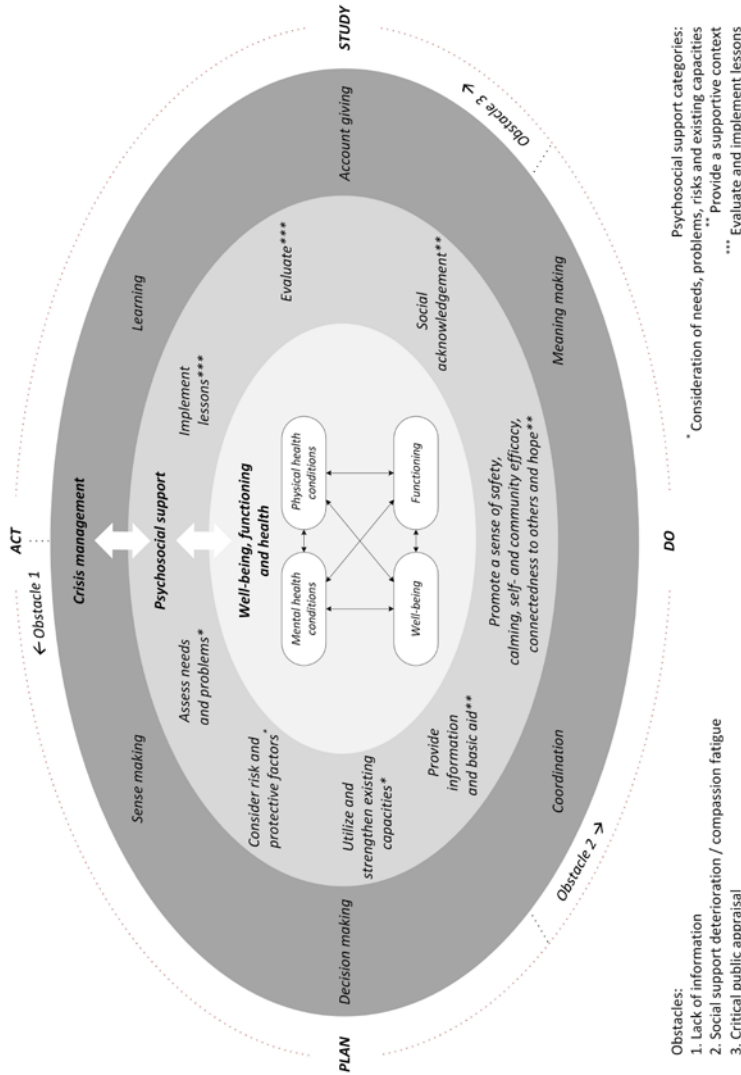 ACT
← Obstacle 1
Crisis management
Psychosocial support
Well-being, functioning
and health
Mental health
conditions
Physical health
conditions
Well-being
Functioning
Sense making
Learning
Assess needs
and problems*
Implement
lessons***
Consider risk and
protective factors*
Evaluate***
PLAN
Decision making
Account giving
STUDY
Utilize and
strengthen existing
capacities*
Social
acknowledgement**
Provide
information
and basic aid**
Promote a sense of safety,
calming, self- and community efficacy,
connectedness to others and hope**
Coordination
Meaning making
Obstacle 2 →
Obstacle 3 →
DO
Obstacles:
1. Lack of information
2. Social support deterioration / compassion fatigue
3. Critical public appraisal
Psychosocial support categories:
* Consideration of needs, problems, risks and existing capacities
** Provide a supportive context
*** Evaluate and implement lessons